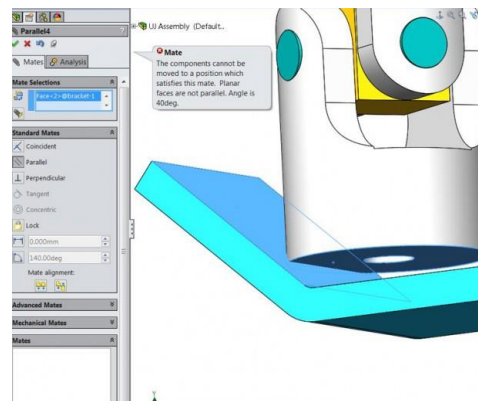 Parallel4
UJ Assembly (Default...
Mates
Analysis
Mate
The components cannot be
moved to a position which
satisfies this mate. Planar
faces are not parallel. Angle is
40deg.
Mate Selections
Face<2>@bracket-1
Standard Mates
Coincident
Parallel
Perpendicular
Tangent
Concentric
Lock
0.000mm
140.00deg
Mate alignment:
Advanced Mates
Mechanical Mates
Mates